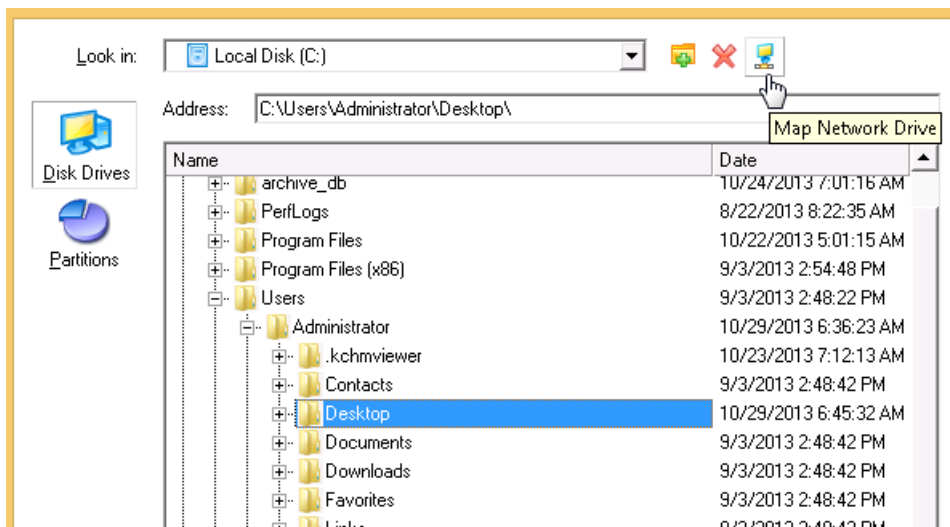 Look in: Local Disk (C:)
Address: C:\Users\Administrator\Desktop\
Map Network Drive
Disk Drives
Partitions
Name Date
archive_db 10/24/2013 7:01:16 AM
PerfLogs 8/22/2013 8:22:35 AM
Program Files 10/22/2013 5:01:15 AM
Program Files (x86) 9/3/2013 2:54:48 PM
Users 9/3/2013 2:48:22 PM
Administrator 10/29/2013 6:36:23 AM
.kchmviewer 10/23/2013 7:12:13 AM
Contacts 9/3/2013 2:48:42 PM
Desktop 10/29/2013 6:45:32 AM
Documents 9/3/2013 2:48:42 PM
Downloads 9/3/2013 2:48:42 PM
Favorites 9/3/2013 2:48:42 PM